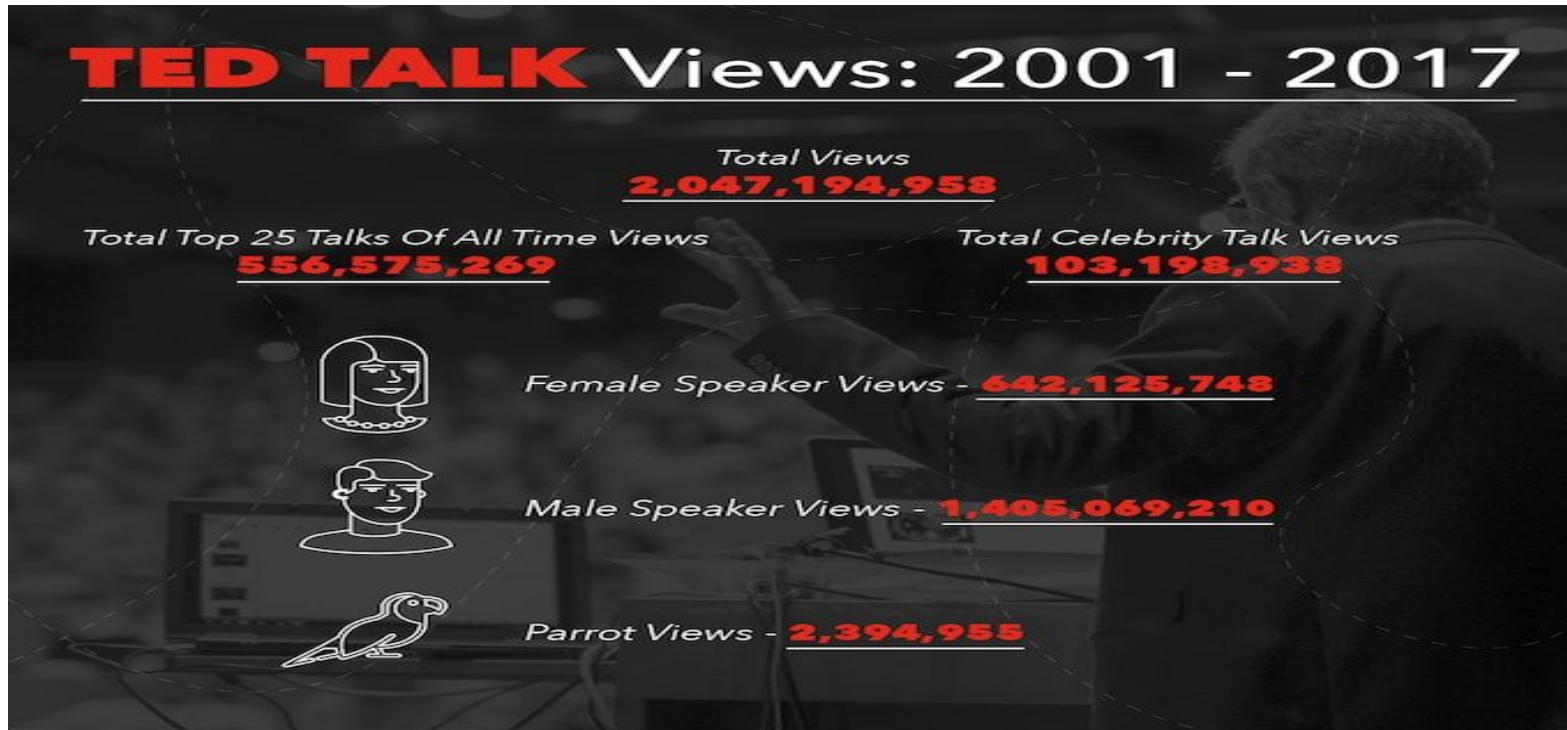 TED TALK Views: 2001 - 2017
Total Views
2,047,194,958
Total Top 25 Talks Of All Time Views
556,575,269
Total Celebrity Talk Views
103,198,938
Female Speaker Views - 642,125,748
Male Speaker Views - 1,405,069,210
Parrot Views - 2,394,955